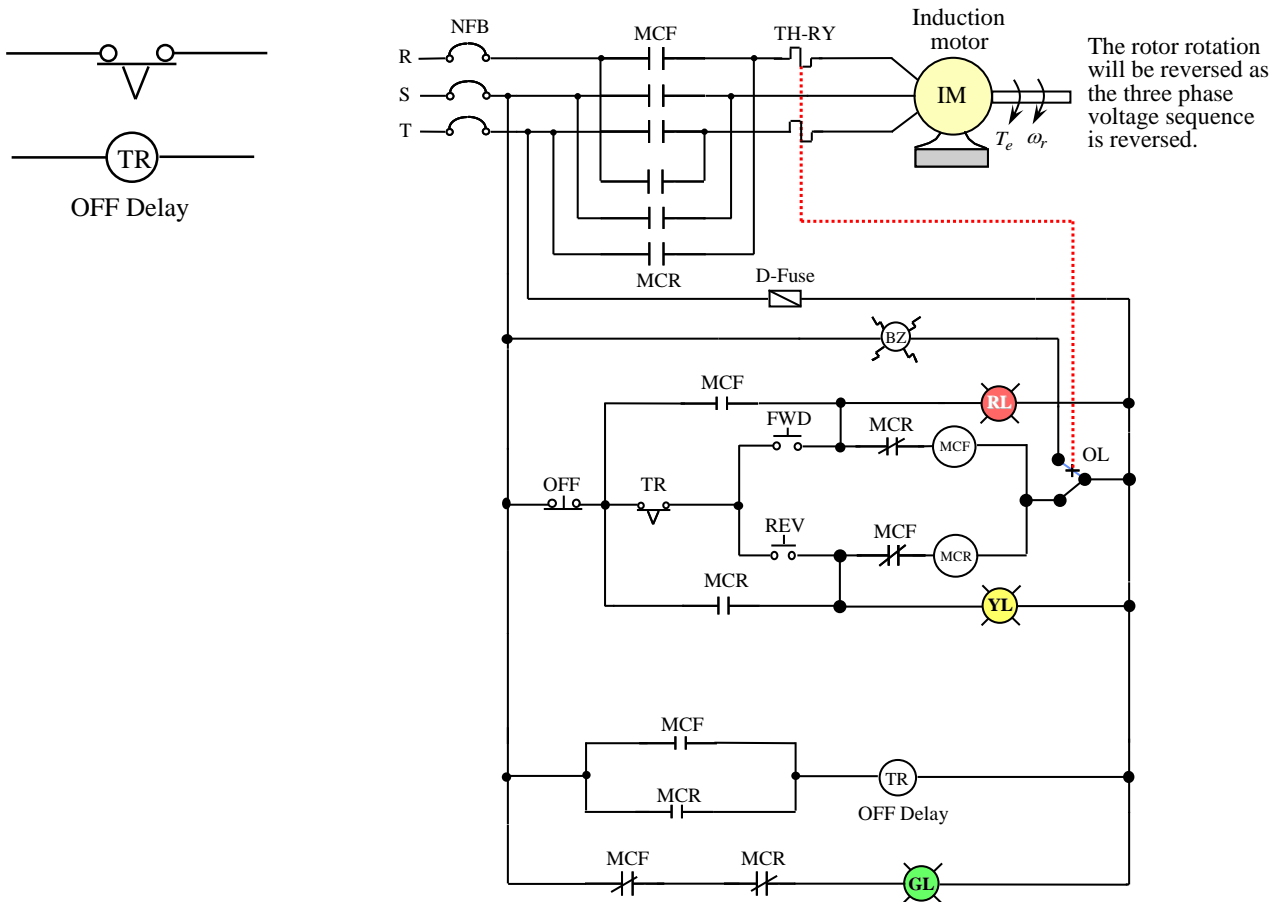 TR
OFF Delay
NFB
MCF
TH-RY
Induction
motor
R
S
T
IM
T_e ω_r
The rotor rotation
will be reversed as
the three phase
voltage sequence
is reversed.
MCR
D-Fuse
BZ
MCF
RL
FWD
MCR
MCF
OL
OFF
TR
REV
MCF
MCR
MCR
YL
MCF
MCR
TR
OFF Delay
MCF
MCR
GL